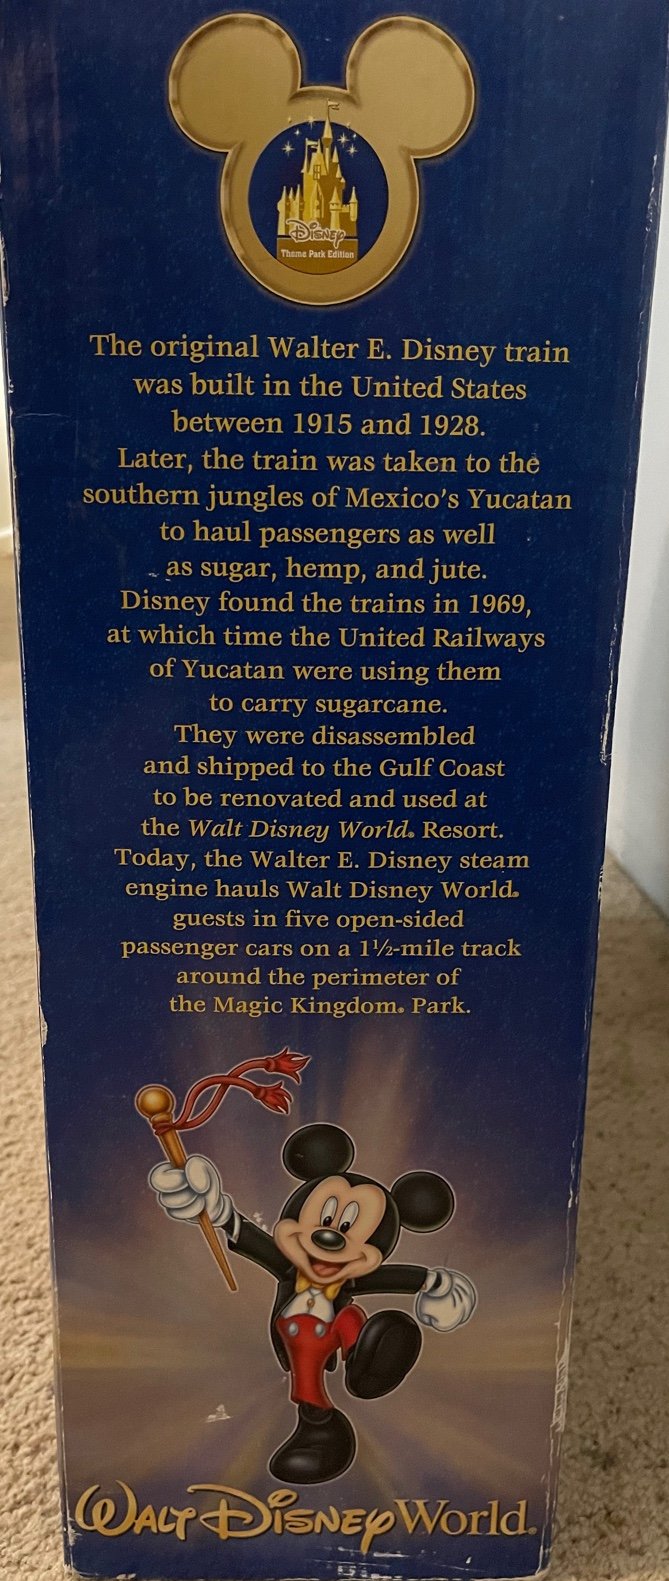 Disney
Theme Park Edition
The original Walter E. Disney train
was built in the United States
between 1915 and 1928.
Later, the train was taken to the
southern jungles of Mexico's Yucatan
to haul passengers as well
as sugar, hemp, and jute.
Disney found the trains in 1969,
at which time the United Railways
of Yucatan were using them
to carry sugarcane.
They were disassembled
and shipped to the Gulf Coast
to be renovated and used at
the Walt Disney World® Resort.
Today, the Walter E. Disney steam
engine hauls Walt Disney World®
guests in five open-sided
passenger cars on a 1½-mile track
around the perimeter of
the Magic Kingdom® Park.
Walt Disney World®